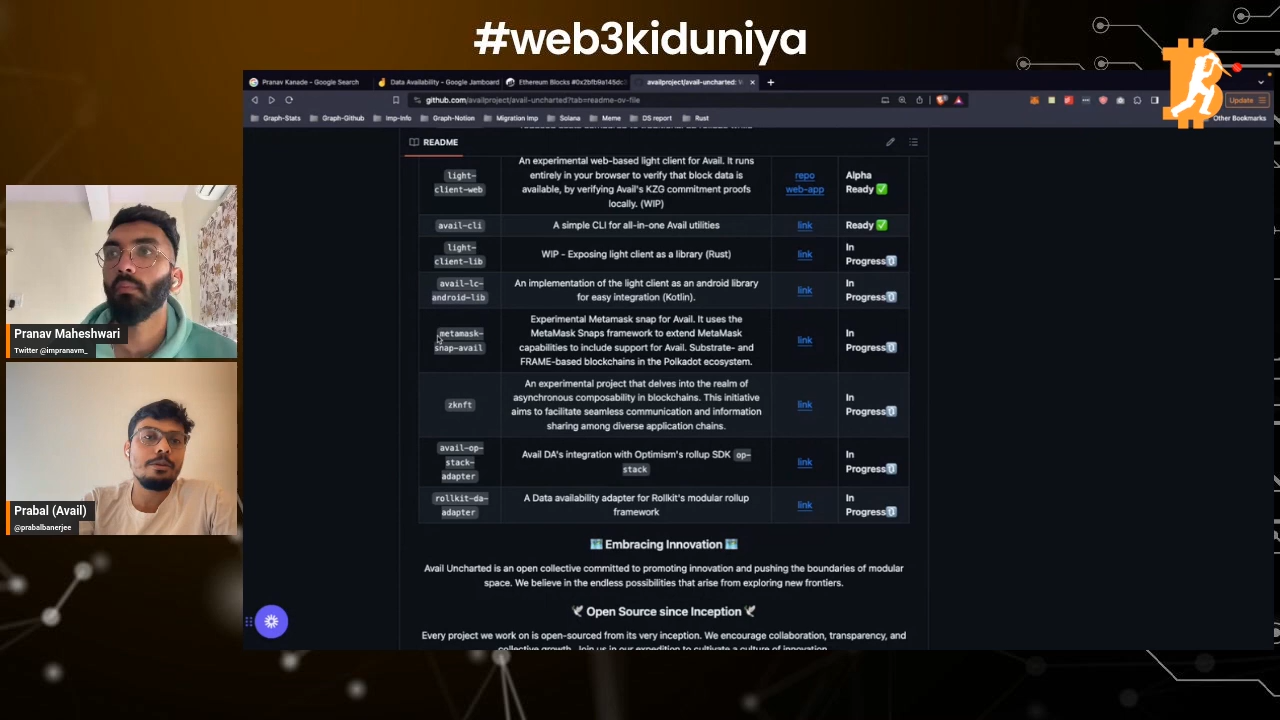 #web3kiduniya
Pranav Kanade - Google Search
Data Availability - Google Jamboard
Ethereum Blocks
availproject/avail-uncharted:
github.com/availproject/avail-uncharted?tab=readme-ov-file
Update
Graph-Stats
Graph-Github
Imp-Info
Graph-Notion
Migration Imp
Solana
Meme
DS report
Rust
Other Bookmarks
README
light-
client-web
An experimental web-based light client for Avail. It runs
entirely in your browser to verify that block data is
available, by verifying Avail's KZG commitment proofs
locally. (WIP)
repo
web-app
Alpha
Ready ✅
avail-cli
A simple CLI for all-in-one Avail utilities
link
Ready ✅
light-
client-lib
WIP - Exposing light client as a library (Rust)
link
In
Progress
avail-lc-
android-lib
An implementation of the light client as an android library
for easy integration (Kotlin).
link
In
Progress
metamask-
snap-avail
Experimental Metamask snap for Avail. It uses the
MetaMask Snaps framework to extend MetaMask
capabilities to include support for Avail. Substrate- and
FRAME-based blockchains in the Polkadot ecosystem.
link
In
Progress
zknft
An experimental project that delves into the realm of
asynchronous composability in blockchains. This initiative
aims to facilitate seamless communication and information
sharing among diverse application chains.
link
In
Progress
avail-op-
stack-
adapter
Avail DA's integration with Optimism's rollup SDK op-
stack
link
In
Progress
rollkit-da-
adapter
A Data availability adapter for Rollkit's modular rollup
framework
link
In
Progress
Embracing Innovation
Avail Uncharted is an open collective committed to promoting innovation and pushing the boundaries of modular
space. We believe in the endless possibilities that arise from exploring new frontiers.
Open Source since Inception
Every project we work on is open-sourced from its very inception. We encourage collaboration, transparency, and
Pranav Maheshwari
Twitter @impranavm_
Prabal (Avail)
@prabalbanerjee